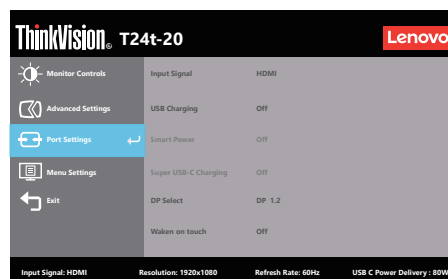 ThinkVision® T24t-20
Lenovo
Monitor Controls
Advanced Settings
Port Settings
Menu Settings
Exit
Input Signal HDMI
USB Charging Off
Smart Power Off
Super USB-C Charging Off
DP Select DP 1.2
Waken on touch Off
Input Signal: HDMI Resolution: 1920x1080 Refresh Rate: 60Hz USB C Power Delivery : 80W